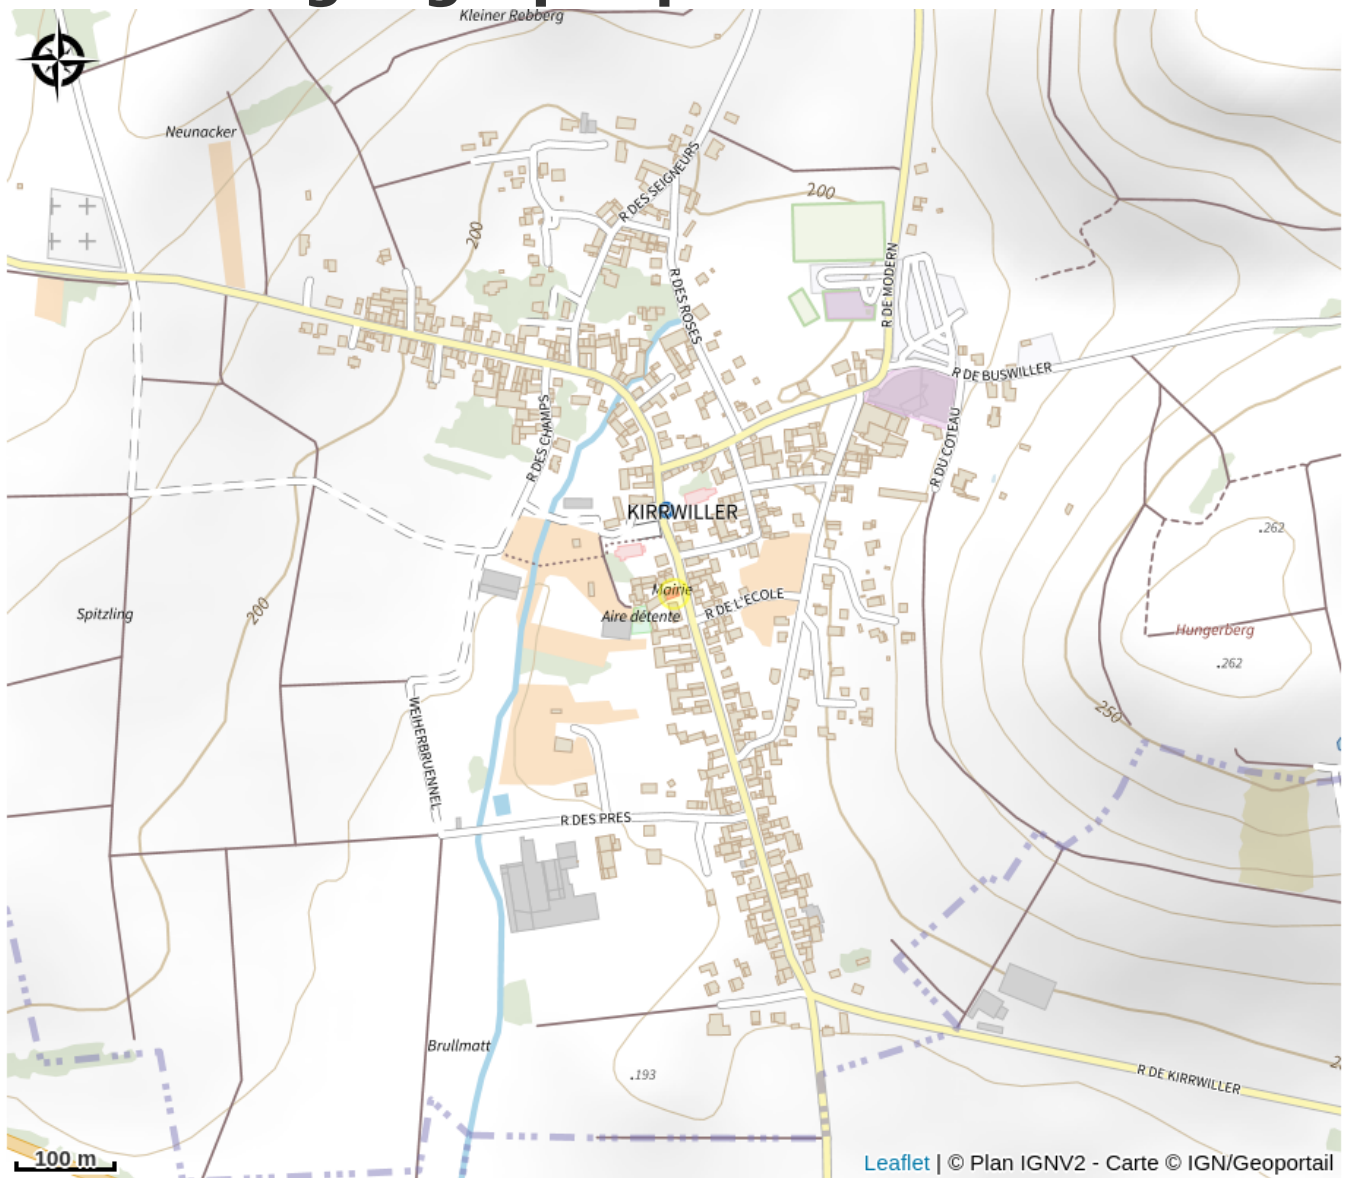 Kleiner Rebberg
Neunacker
R DES SEIGNEURS
200
200
R DE MODERN
R DES ROSES
R DE BUSWILLER
R DES CHAMPS
R DU COTEAU
KIRRWILLER
.262
Mairie
R DE L'ECOLE
Aire détente
Spitzling
200
Hungerberg
.262
WEIHERBRUENNEL
250
R DES PRES
Brullmatt
.193
R DE KIRRWILLER
100 m
Leaflet | © Plan IGNV2 - Carte © IGN/Geoportail